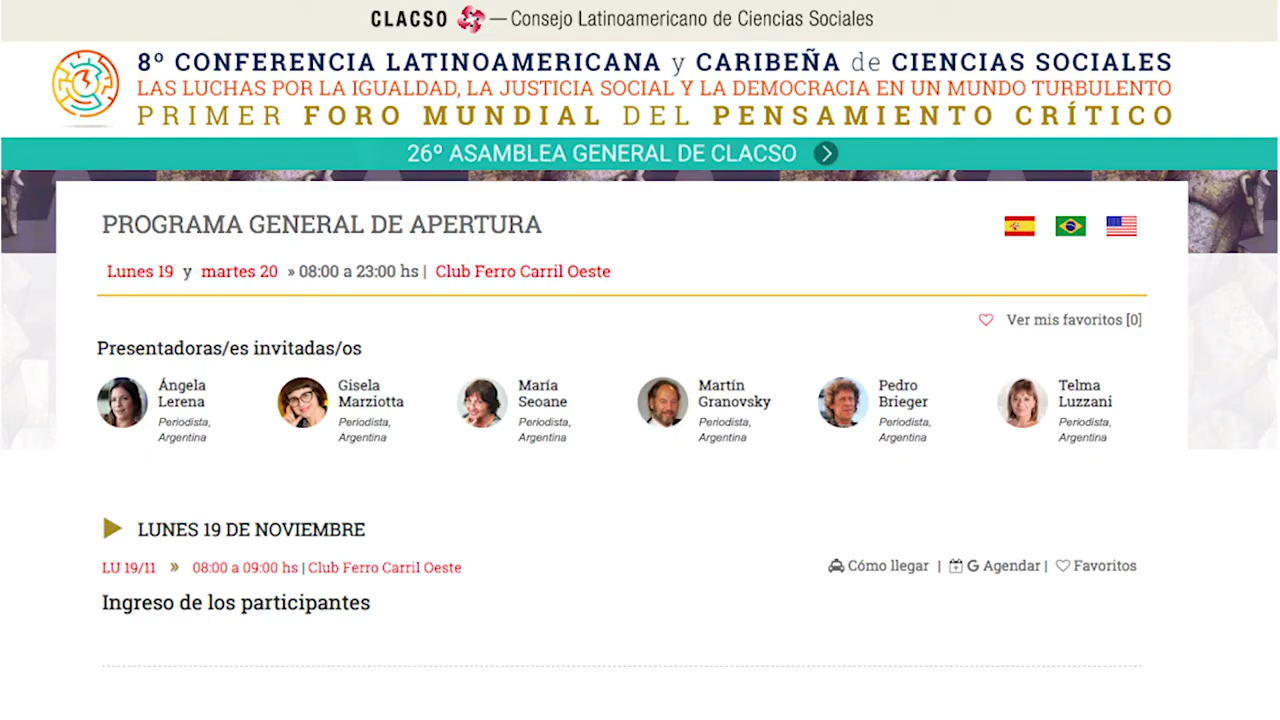 CLACSO — Consejo Latinoamericano de Ciencias Sociales
8º CONFERENCIA LATINOAMERICANA y CARIBEÑA de CIENCIAS SOCIALES
LAS LUCHAS POR LA IGUALDAD, LA JUSTICIA SOCIAL Y LA DEMOCRACIA EN UN MUNDO TURBULENTO
PRIMER FORO MUNDIAL DEL PENSAMIENTO CRÍTICO
26º ASAMBLEA GENERAL DE CLACSO
PROGRAMA GENERAL DE APERTURA
Lunes 19 y martes 20 » 08:00 a 23:00 hs | Club Ferro Carril Oeste
Ver mis favoritos [0]
Presentadoras/es invitadas/os
Ángela
Lerena
Periodista,
Argentina
Gisela
Marziotta
Periodista,
Argentina
María
Seoane
Periodista,
Argentina
Martín
Granovsky
Periodista,
Argentina
Pedro
Brieger
Periodista,
Argentina
Telma
Luzzani
Periodista,
Argentina
LUNES 19 DE NOVIEMBRE
LU 19/11 » 08:00 a 09:00 hs | Club Ferro Carril Oeste
Cómo llegar | G Agendar | Favoritos
Ingreso de los participantes